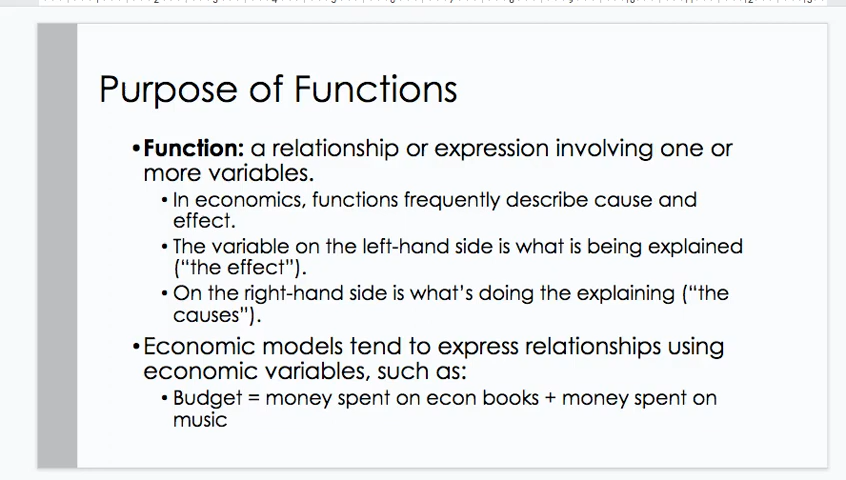 Purpose of Functions
•Function: a relationship or expression involving one or
more variables.
• In economics, functions frequently describe cause and
effect.
• The variable on the left-hand side is what is being explained
(“the effect”).
• On the right-hand side is what’s doing the explaining (“the
causes”).
•Economic models tend to express relationships using
economic variables, such as:
• Budget = money spent on econ books + money spent on
music